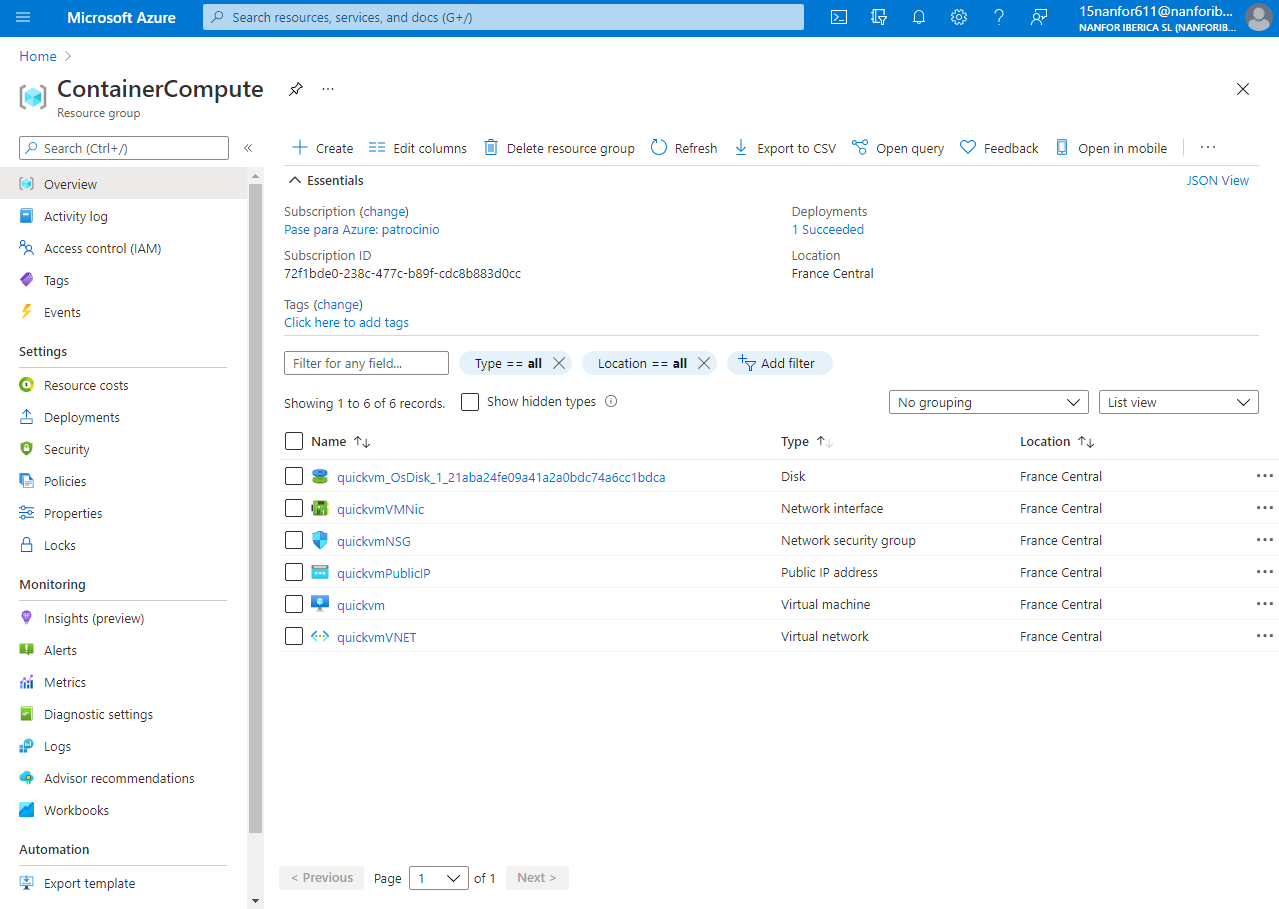 Microsoft Azure
Search resources, services, and docs (G+/)
15nanfor611@nanforib...
NANFOR IBERICA SL (NANFORIB...
Home >
ContainerCompute
...
Resource group
Search (Ctrl+/)
«
Create
Edit columns
Delete resource group
Refresh
Export to CSV
Open query
Feedback
Open in mobile
...
Overview
Activity log
Access control (IAM)
Tags
Events
Settings
Resource costs
Deployments
Security
Policies
Properties
Locks
Monitoring
Insights (preview)
Alerts
Metrics
Diagnostic settings
Logs
Advisor recommendations
Workbooks
Automation
Export template
Essentials
JSON View
Subscription (change)
Pase para Azure: patrocinio
Subscription ID
72f1bde0-238c-477c-b89f-cdc8b883d0cc
Tags (change)
Click here to add tags
Deployments
1 Succeeded
Location
France Central
Filter for any field...
Type == all
Location == all
Add filter
Showing 1 to 6 of 6 records.
Show hidden types
No grouping
List view
Name Type Location
quickvm_OsDisk_1_21aba24fe09a41a2a0bdc74a6cc1bdca Disk France Central ...
quickvmVMNic Network interface France Central ...
quickvmNSG Network security group France Central ...
quickvmPublicIP Public IP address France Central ...
quickvm Virtual machine France Central ...
quickvmVNET Virtual network France Central ...
< Previous Page 1 of 1 Next >